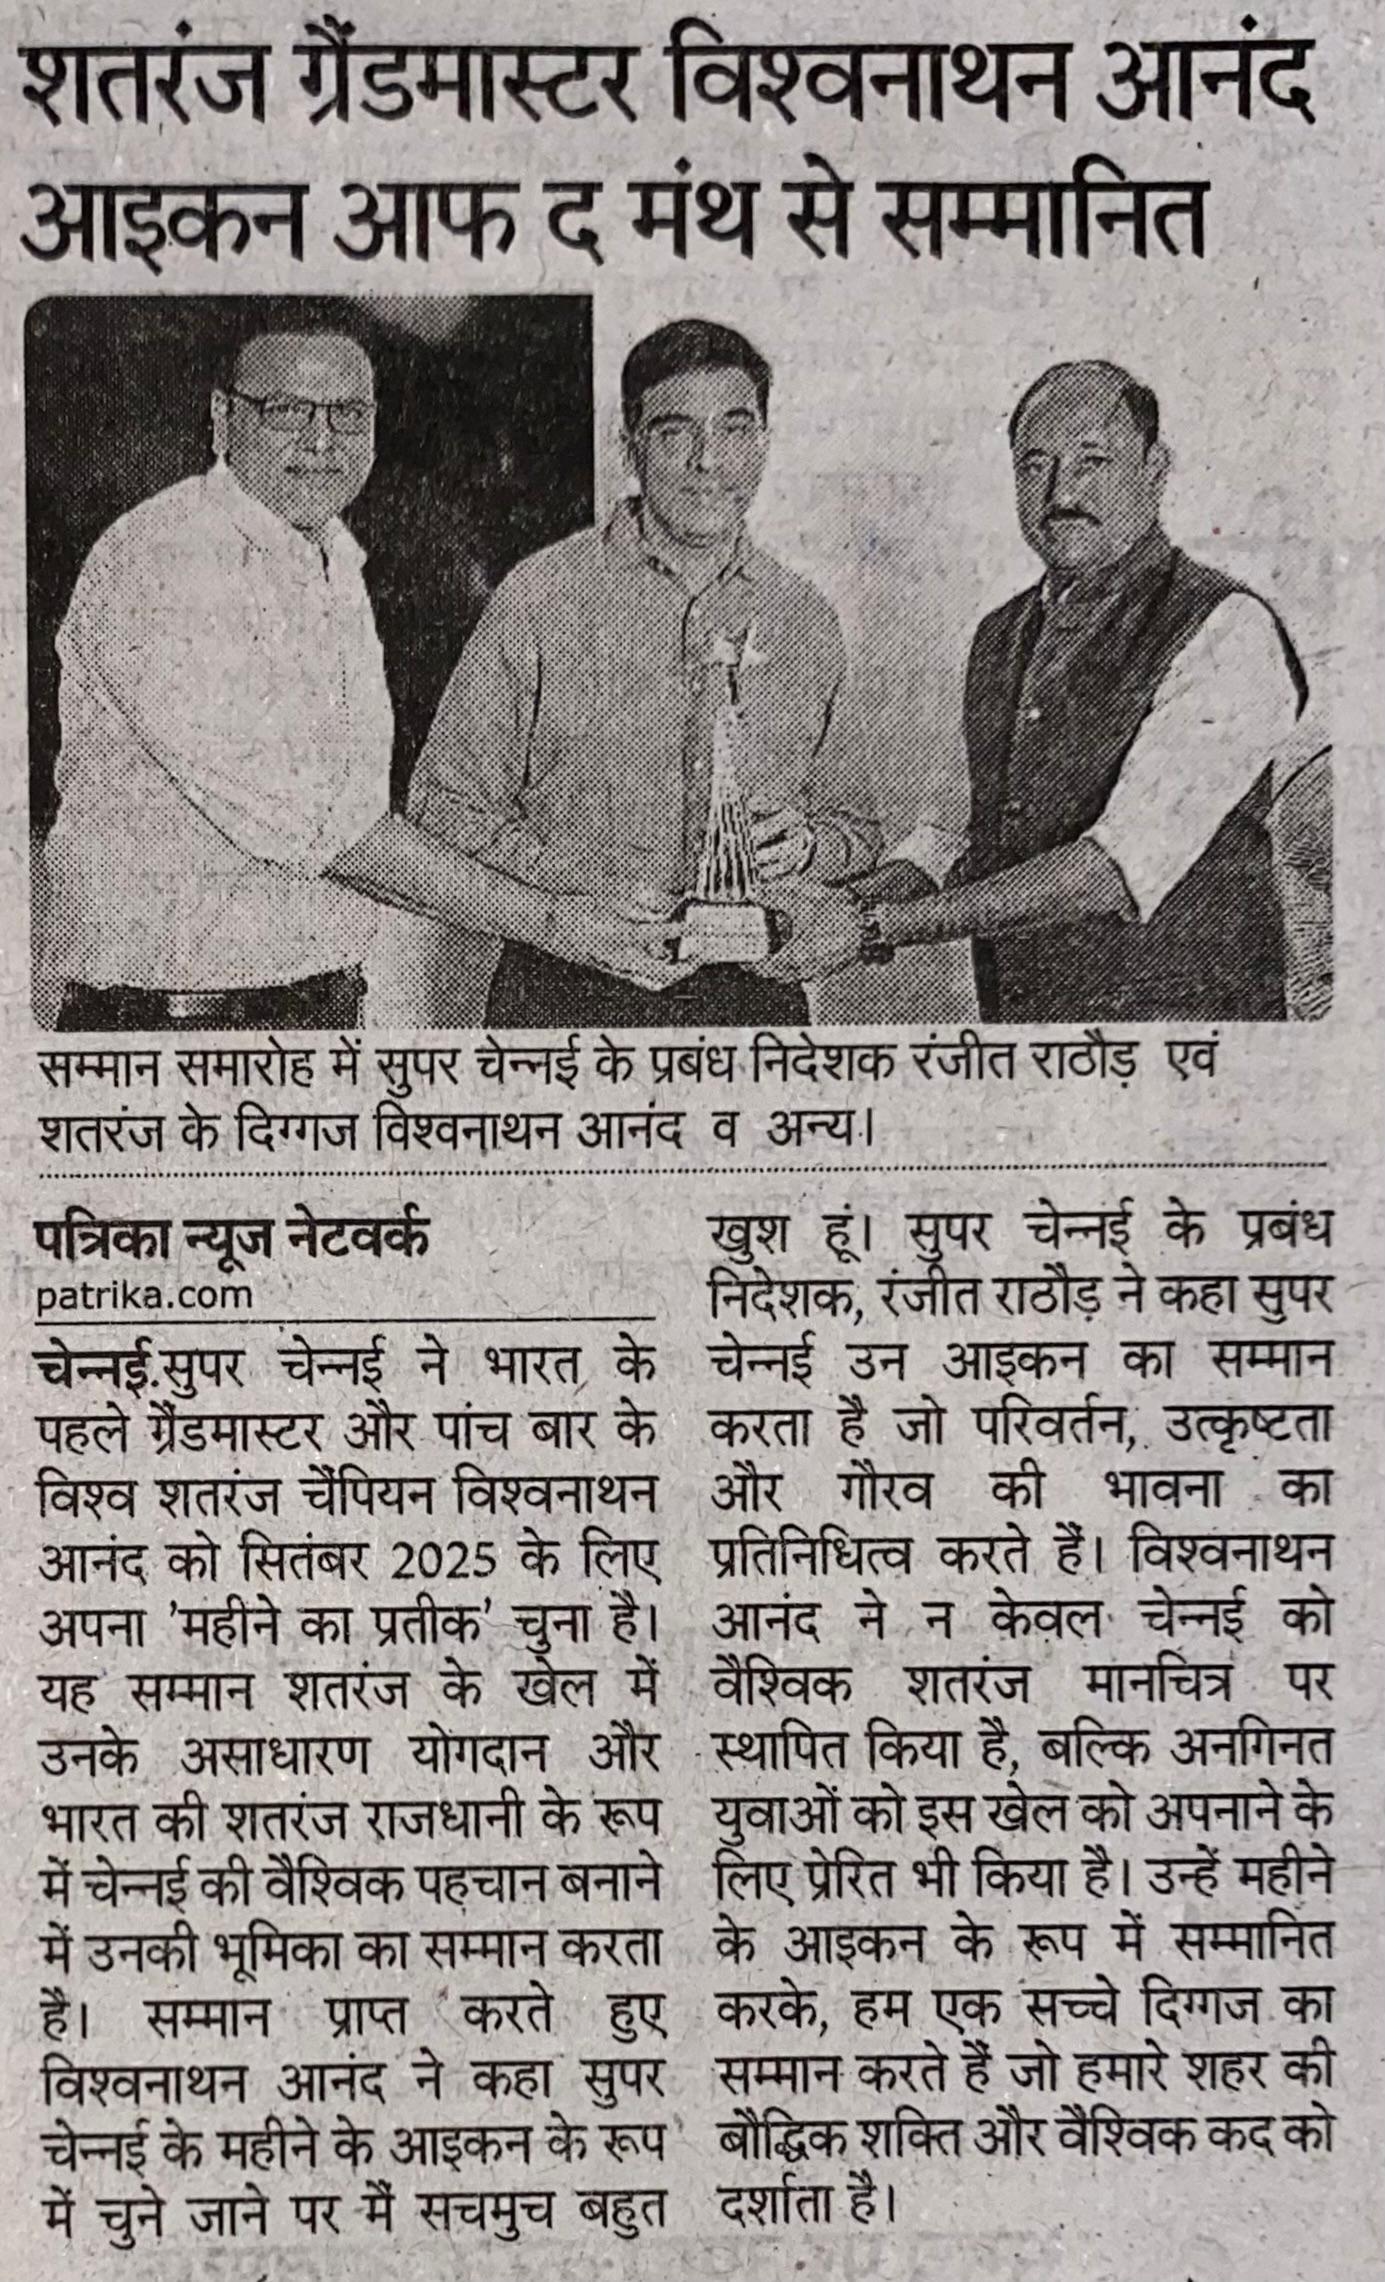 शतरंज ग्रैंडमास्टर विश्वनाथन आनंद
आइकन आफ द मंथ से सम्मानित
सम्मान समारोह में सुपर चेन्नई के प्रबंध निदेशक रंजीत राठौड़ एवं
शतरंज के दिग्गज विश्वनाथन आनंद व अन्य।
पत्रिका न्यूज नेटवर्क
patrika.com
चेन्नई.सुपर चेन्नई ने भारत के
पहले ग्रैंडमास्टर और पांच बार के
विश्व शतरंज चैंपियन विश्वनाथन
आनंद को सितंबर 2025 के लिए
अपना 'महीने का प्रतीक' चुना है।
यह सम्मान शतरंज के खेल में
उनके असाधारण योगदान और
भारत की शतरंज राजधानी के रूप
में चेन्नई की वैश्विक पहचान बनाने
में उनकी भूमिका का सम्मान करता
है। सम्मान प्राप्त करते हुए
विश्वनाथन आनंद ने कहा सुपर
चेन्नई के महीने के आइकन के रूप
में चुने जाने पर मैं सचमुच बहुत
खुश हूं। सुपर चेन्नई के प्रबंध
निदेशक, रंजीत राठौड़ ने कहा सुपर
चेन्नई उन आइकन का सम्मान
करता है जो परिवर्तन, उत्कृष्टता
और गौरव की भावना का
प्रतिनिधित्व करते हैं। विश्वनाथन
आनंद ने न केवल चेन्नई को
वैश्विक शतरंज मानचित्र पर
स्थापित किया है, बल्कि अनगिनत
युवाओं को इस खेल को अपनाने के
लिए प्रेरित भी किया है। उन्हें महीने
के आइकन के रूप में सम्मानित
करके, हम एक सच्चे दिग्गज का
सम्मान करते हैं जो हमारे शहर की
बौद्धिक शक्ति और वैश्विक कद को
दर्शाता है।